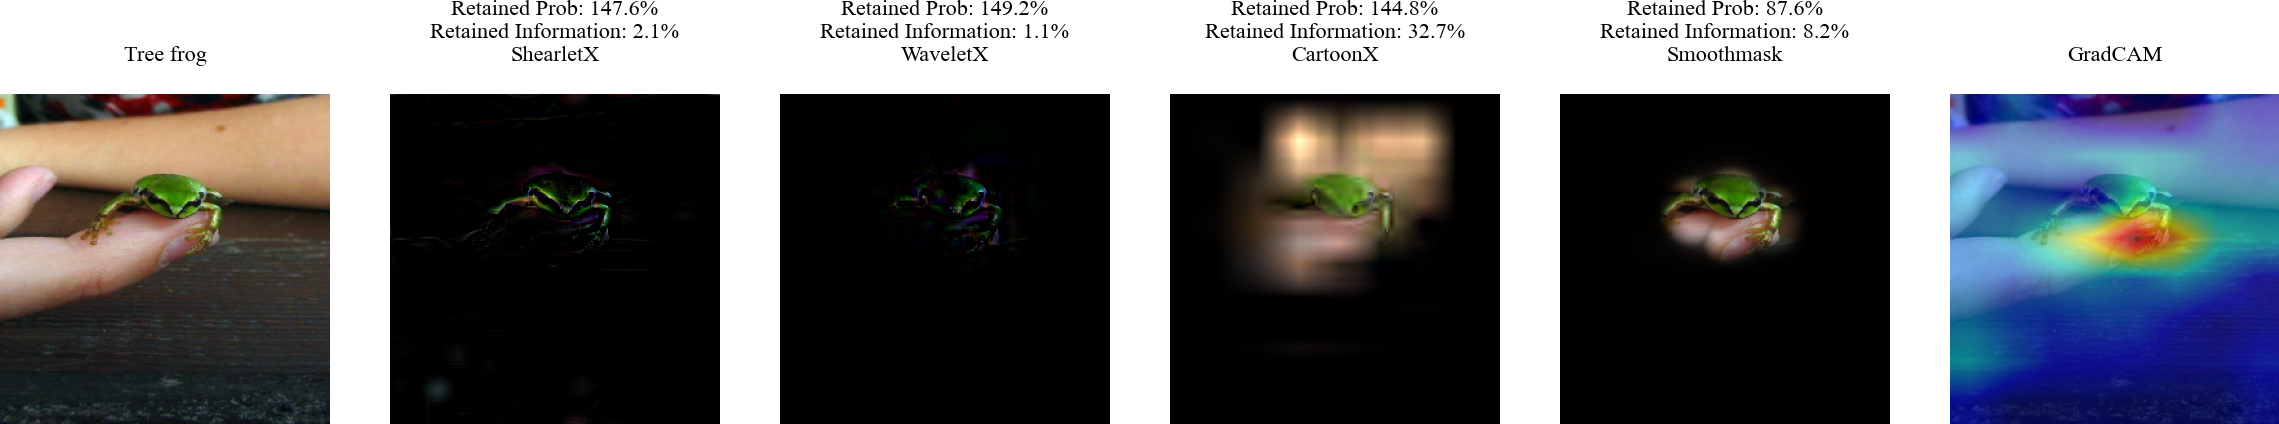 Tree frog
Retained Prob: 147.6%
Retained Information: 2.1%
ShearletX
Retained Prob: 149.2%
Retained Information: 1.1%
WaveletX
Retained Prob: 144.8%
Retained Information: 32.7%
CartoonX
Retained Prob: 87.6%
Retained Information: 8.2%
Smoothmask
GradCAM